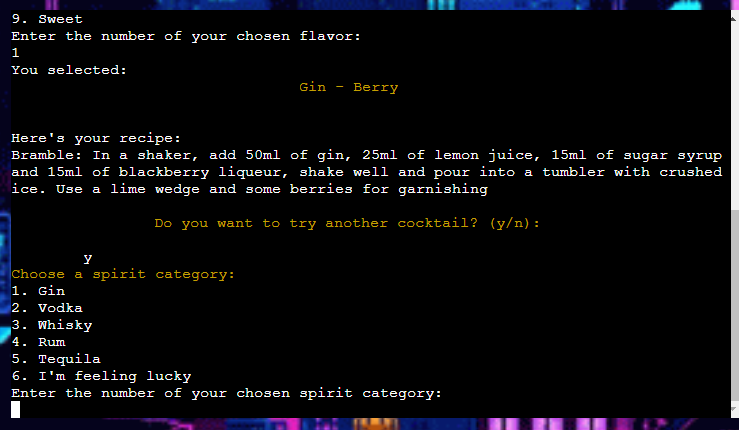 9. Sweet
Enter the number of your chosen flavor:
1
You selected:
Gin - Berry
Here's your recipe:
Bramble: In a shaker, add 50ml of gin, 25ml of lemon juice, 15ml of sugar syrup
and 15ml of blackberry liqueur, shake well and pour into a tumbler with crushed
ice. Use a lime wedge and some berries for garnishing
Do you want to try another cocktail? (y/n):
y
Choose a spirit category:
1. Gin
2. Vodka
3. Whisky
4. Rum
5. Tequila
6. I'm feeling lucky
Enter the number of your chosen spirit category: